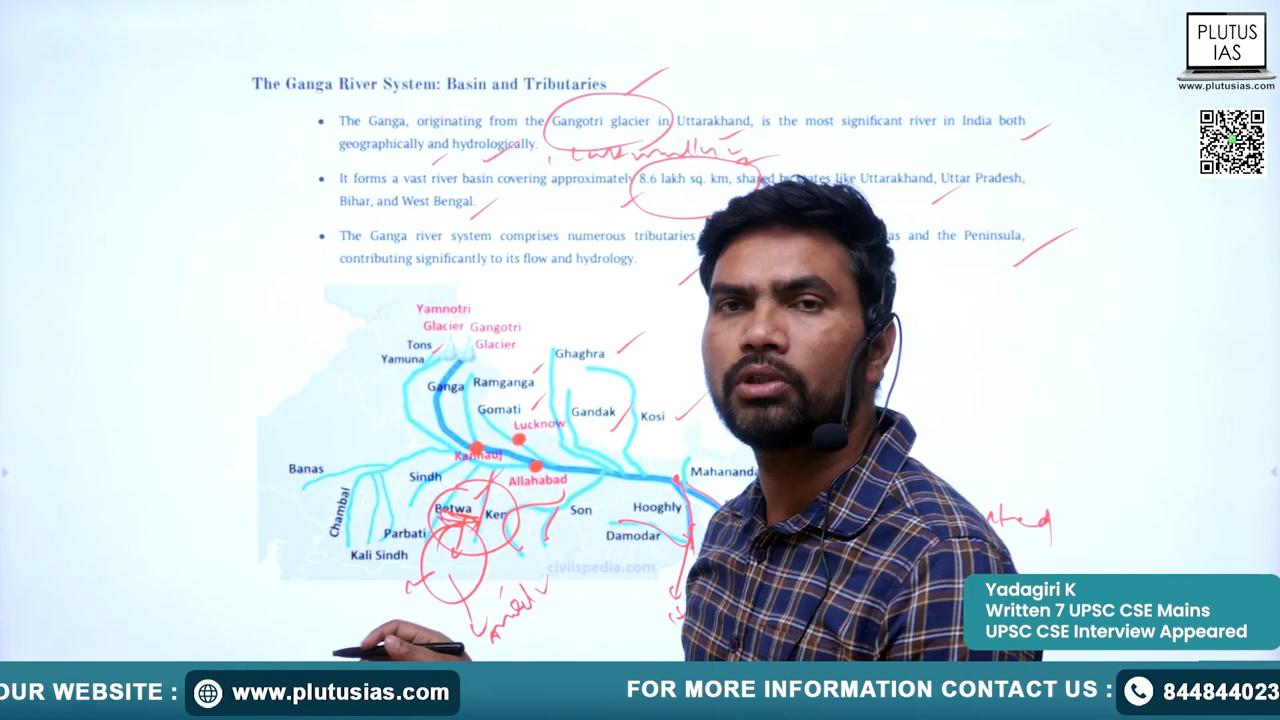 PLUTUS
IAS
www.plutusias.com
The Ganga River System: Basin and Tributaries
• The Ganga, originating from the Gangotri glacier in Uttarakhand, is the most significant river in India both
geographically and hydrologically.
• It forms a vast river basin covering approximately 8.6 lakh sq. km, shared by states like Uttarakhand, Uttar Pradesh,
Bihar, and West Bengal.
• The Ganga river system comprises numerous tributaries and the Peninsula,
contributing significantly to its flow and hydrology.
Yamnotri
Glacier
Gangotri
Glacier
Tons
Yamuna
Ganga
Ramganga
Ghaghra
Gomati
Gandak
Kosi
Lucknow
Kannauj
Banas
Sindh
Allahabad
Mahananda
Chambal
Betwa
Ken
Son
Hooghly
Parbati
Damodar
Kali Sindh
civilspedia.com
Yadagiri K
Written 7 UPSC CSE Mains
UPSC CSE Interview Appeared
OUR WEBSITE :
www.plutusias.com
FOR MORE INFORMATION CONTACT US :
844844023